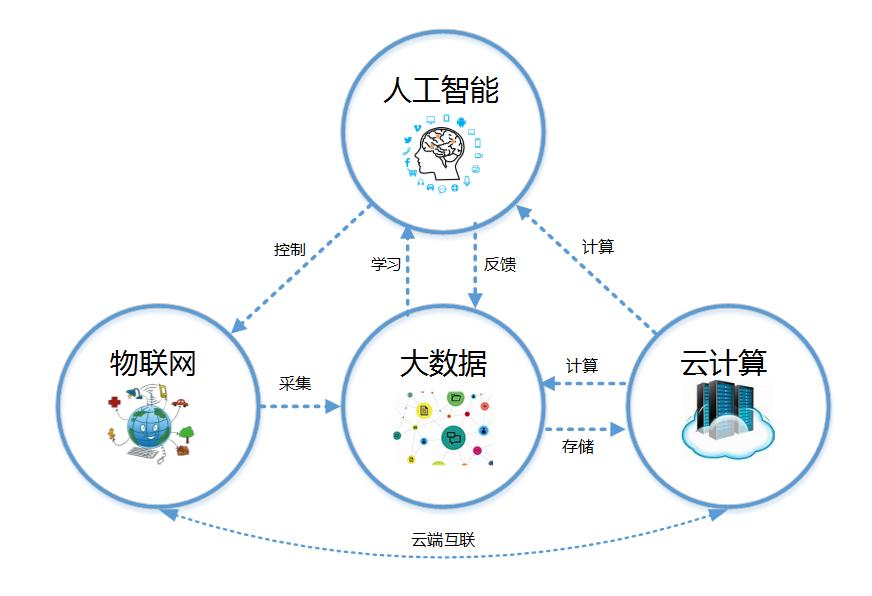 人工智能
控制
学习
反馈
计算
物联网
采集
大数据
计算
存储
云计算
云端互联